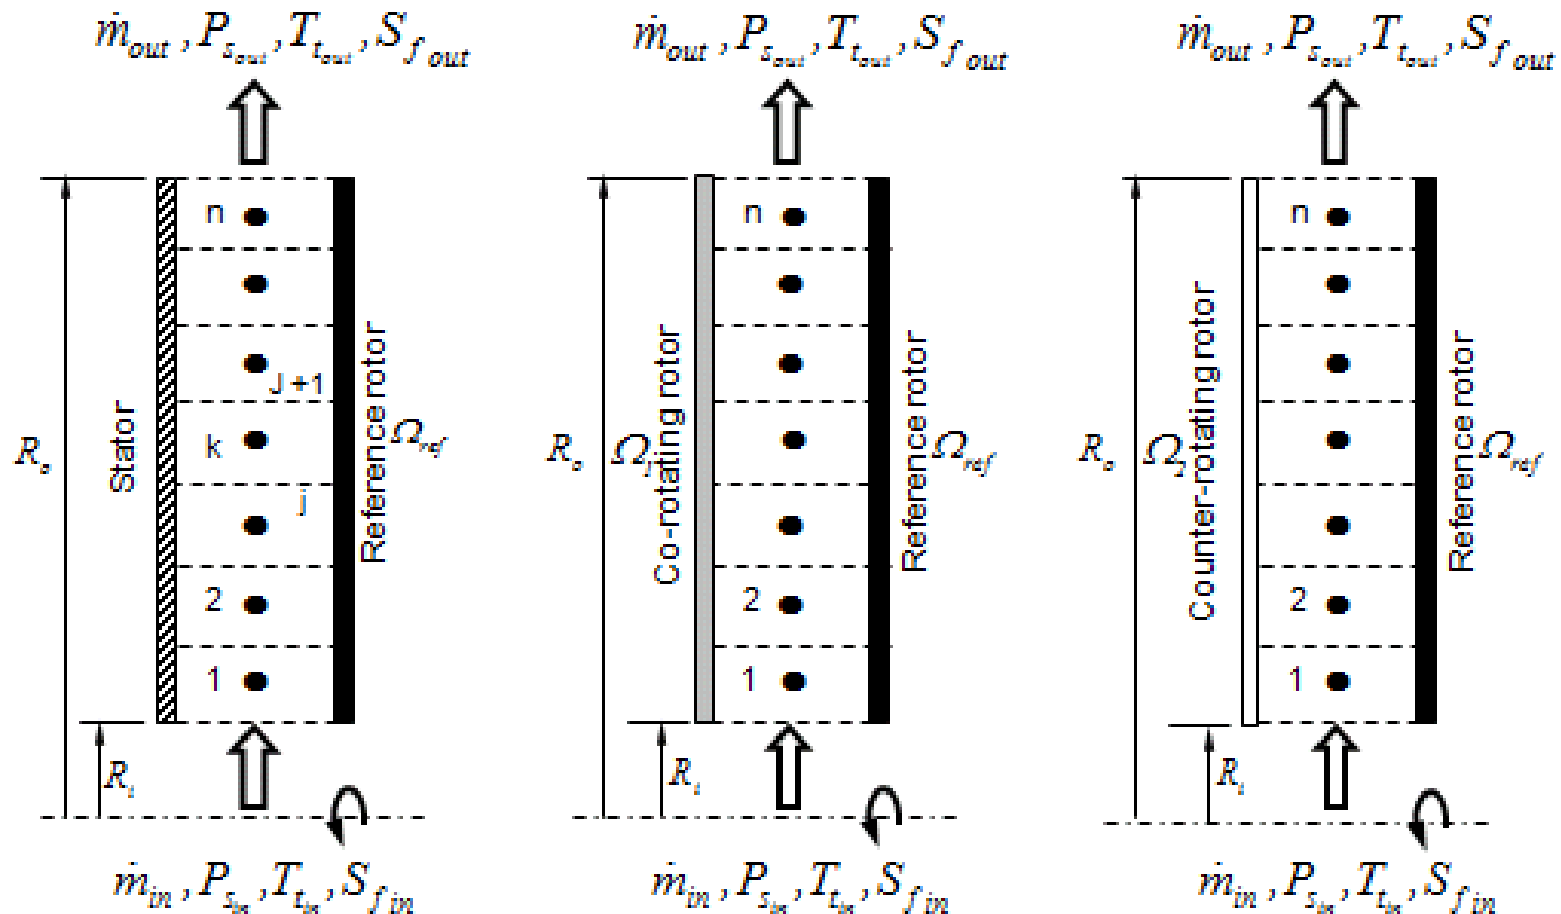 ṁout , Psout , Ttout , Sf out
ṁout , Psout , Ttout , Sf out
ṁout , Psout , Ttout , Sf out
n
J+1
k
j
2
1
Ro
Ri
Stator
Reference rotor
Ωref
n
2
1
Ro
Ri
Co-rotating rotor
Reference rotor
Ωref
n
2
1
Ro
Ri
Ω2
Counter-rotating rotor
Reference rotor
Ωref
ṁin , Psin , Ttin , Sf in
ṁin , Psin , Ttin , Sf in
ṁin , Psin , Ttin , Sf in